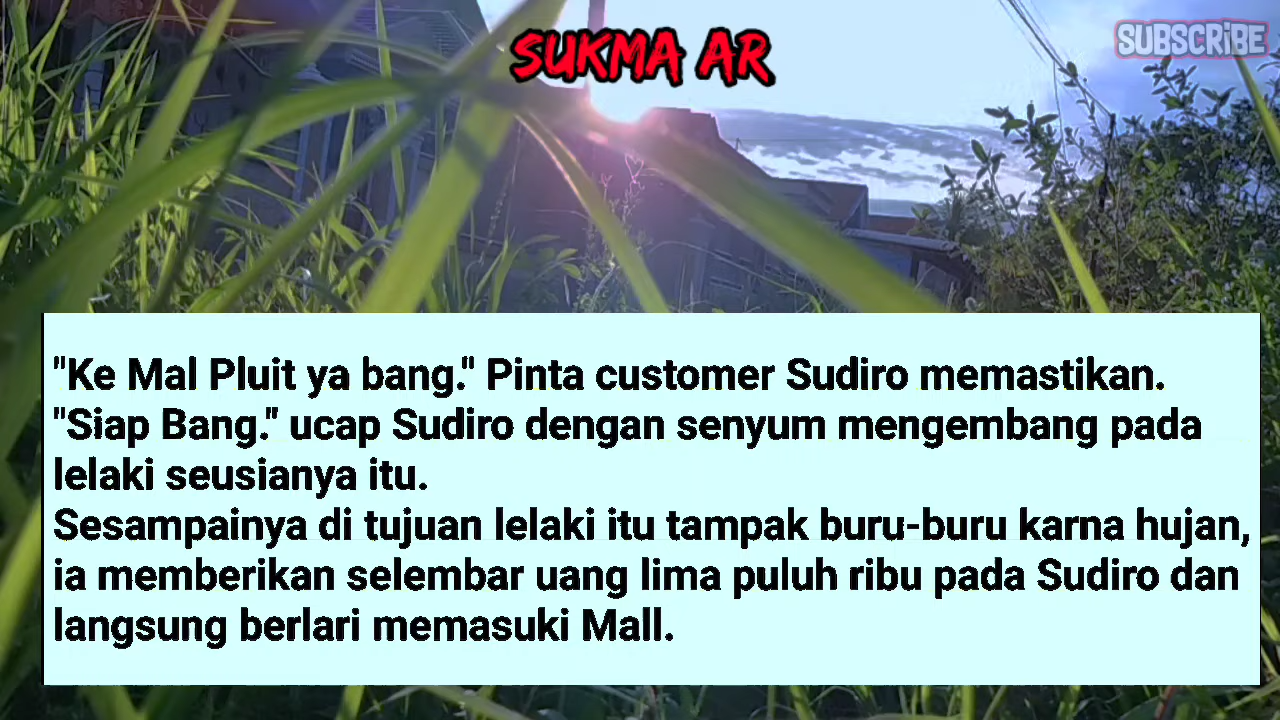 SUKMA AR
SUBSCRiBE
"Ke Mal Pluit ya bang." Pinta customer Sudiro memastikan.
"Siap Bang." ucap Sudiro dengan senyum mengembang pada
lelaki seusianya itu.
Sesampainya di tujuan lelaki itu tampak buru-buru karna hujan,
ia memberikan selembar uang lima puluh ribu pada Sudiro dan
langsung berlari memasuki Mall.